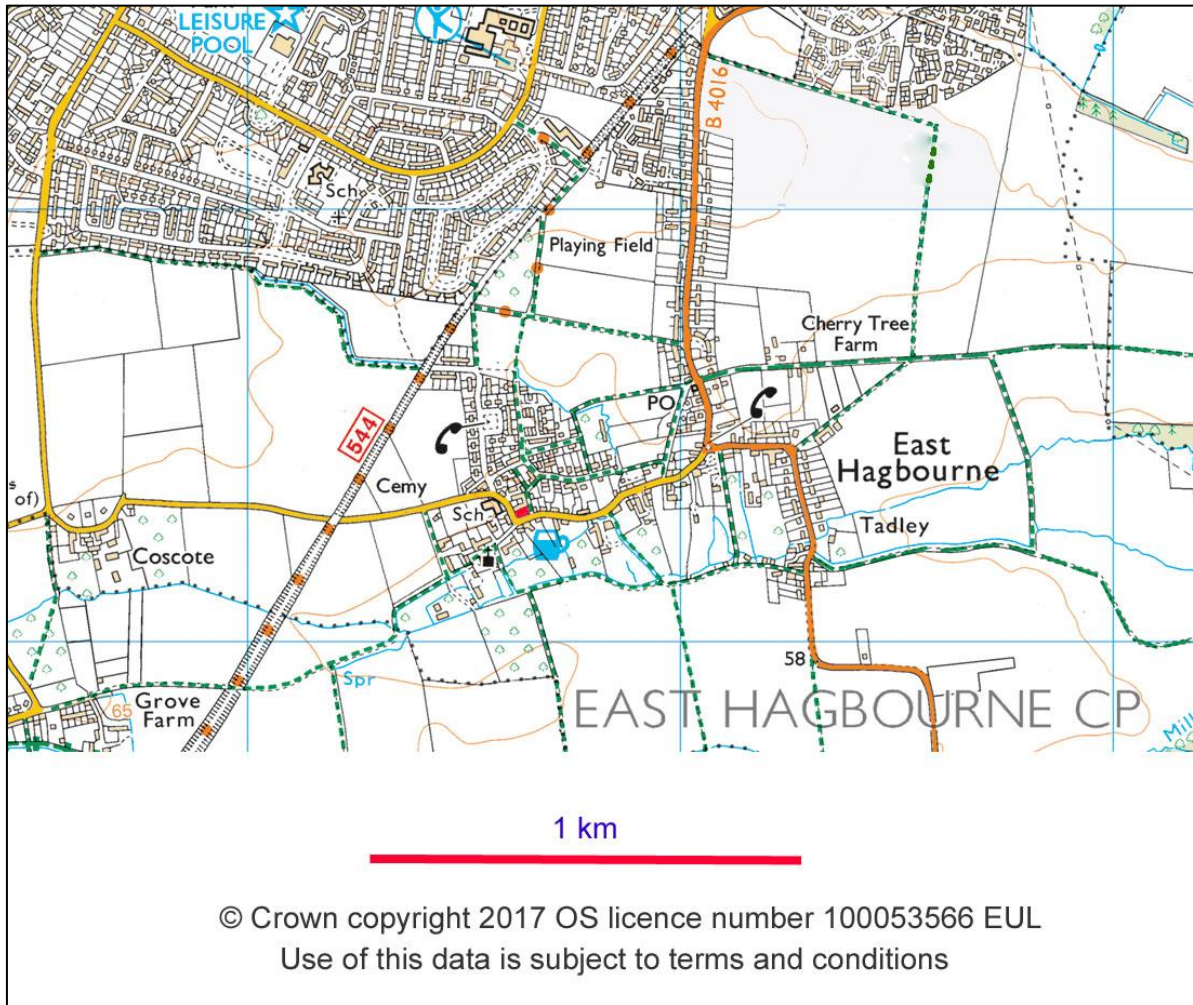 LEISURE
POOL
B 4016
Sch
Playing Field
Cherry Tree
Farm
PO
544
East
Hagbourne
Cemy
s
of)
Sch
Tadley
Coscote
58
Spr
Grove
Farm
65
EAST HAGBOURNE CP
Mill
1 km
© Crown copyright 2017 OS licence number 100053566 EUL
Use of this data is subject to terms and conditions